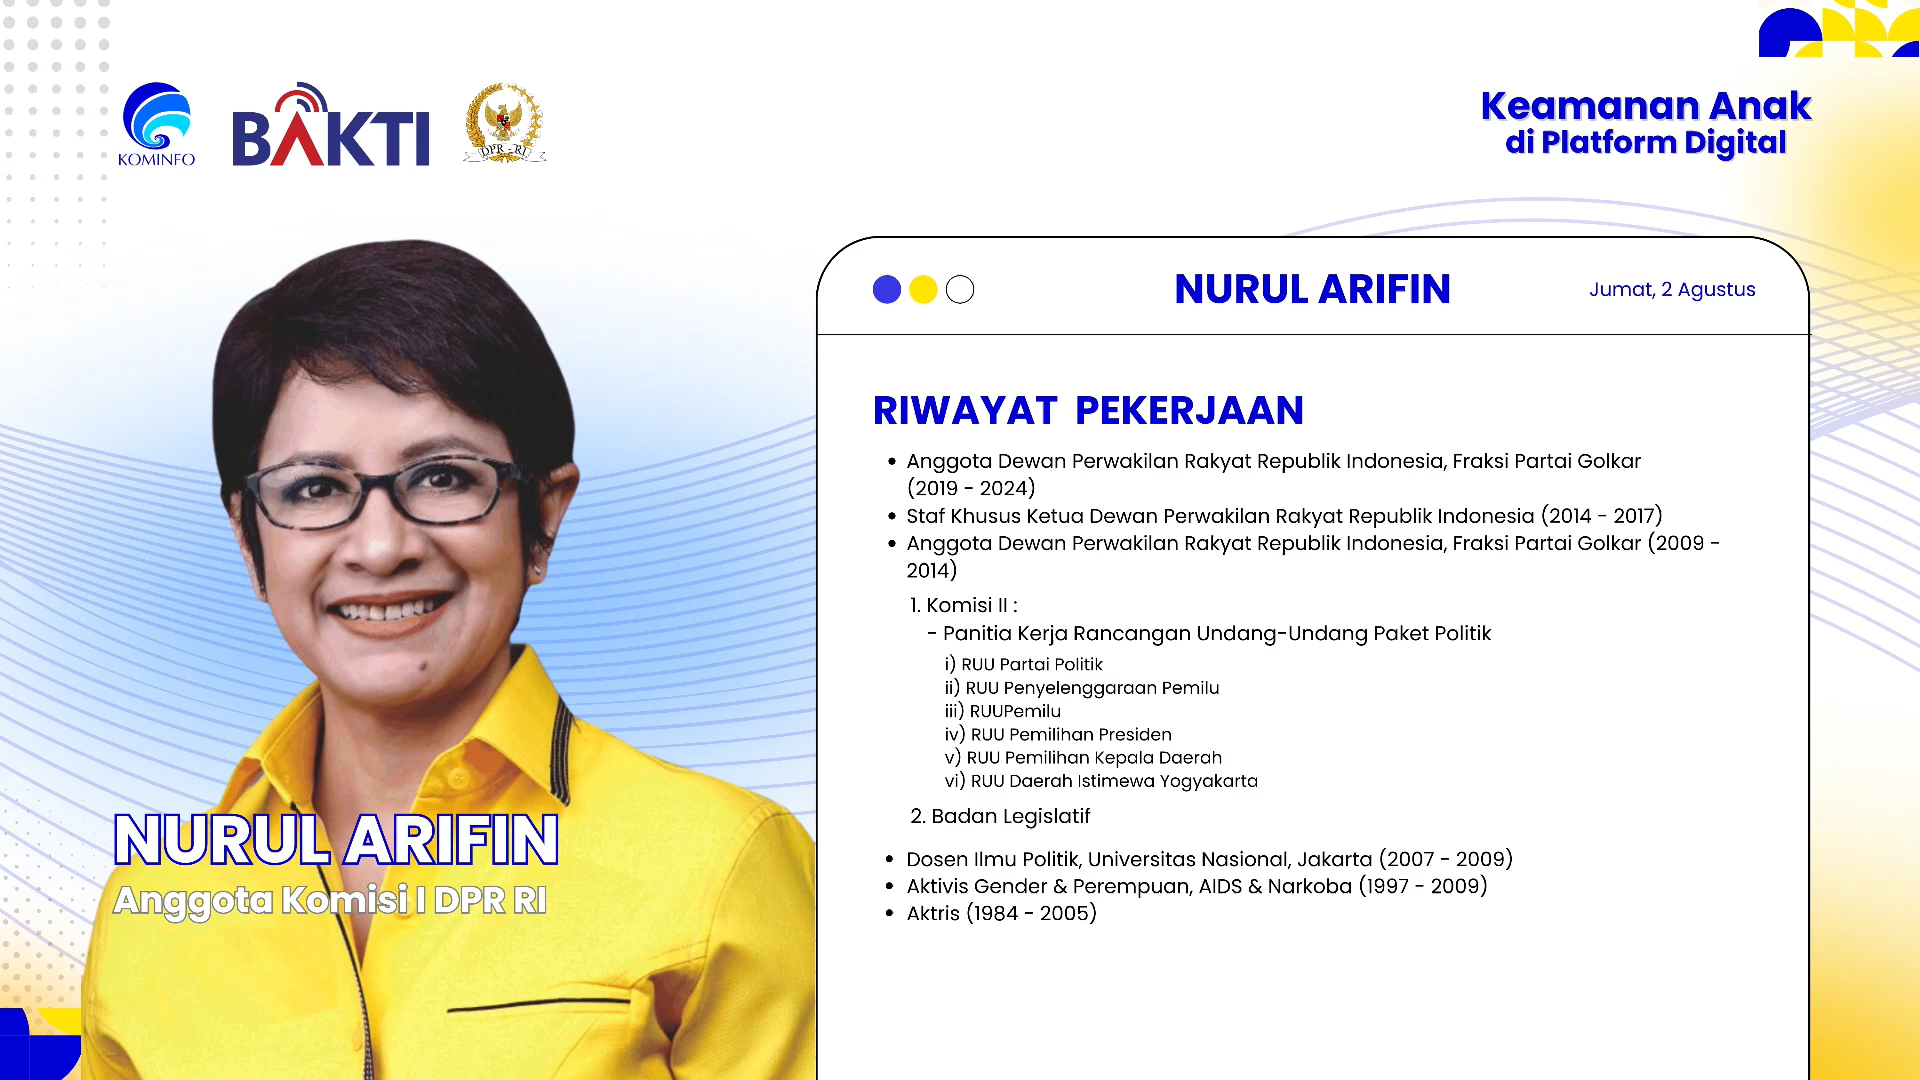 KOMINFO
BAKTI
DPR - RI
Keamanan Anak
di Platform Digital
NURUL ARIFIN
Jumat, 2 Agustus
RIWAYAT PEKERJAAN
• Anggota Dewan Perwakilan Rakyat Republik Indonesia, Fraksi Partai Golkar
(2019 - 2024)
• Staf Khusus Ketua Dewan Perwakilan Rakyat Republik Indonesia (2014 - 2017)
• Anggota Dewan Perwakilan Rakyat Republik Indonesia, Fraksi Partai Golkar (2009 -
2014)
1. Komisi II :
- Panitia Kerja Rancangan Undang-Undang Paket Politik
i) RUU Partai Politik
ii) RUU Penyelenggaraan Pemilu
iii) RUUPemilu
iv) RUU Pemilihan Presiden
v) RUU Pemilihan Kepala Daerah
vi) RUU Daerah Istimewa Yogyakarta
2. Badan Legislatif
• Dosen Ilmu Politik, Universitas Nasional, Jakarta (2007 - 2009)
• Aktivis Gender & Perempuan, AIDS & Narkoba (1997 - 2009)
• Aktris (1984 - 2005)
NURUL ARIFIN
Anggota Komisi I DPR RI